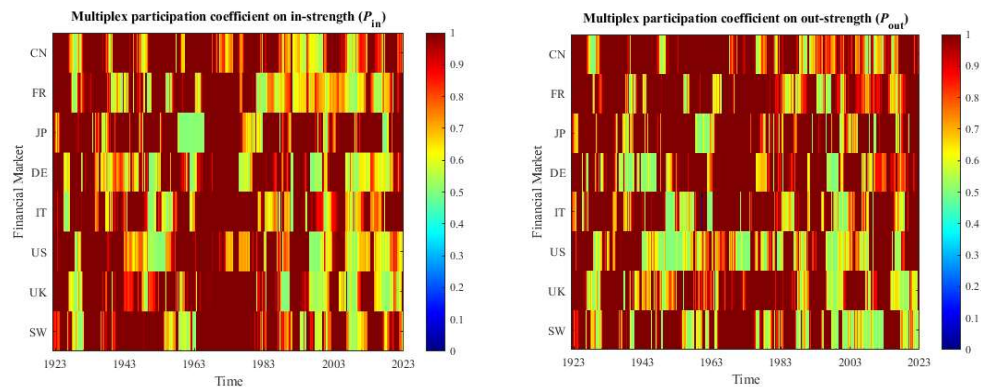 Multiplex participation coefficient on in-strength (P_in)
CN
FR
JP
DE
IT
US
UK
SW
Financial Market
1923
1943
1963
1983
2003
2023
Time
1
0.9
0.8
0.7
0.6
0.5
0.4
0.3
0.2
0.1
0
Multiplex participation coefficient on out-strength (P_out)
CN
FR
JP
DE
IT
US
UK
SW
Financial Market
1923
1943
1963
1983
2003
2023
Time
1
0.9
0.8
0.7
0.6
0.5
0.4
0.3
0.2
0.1
0